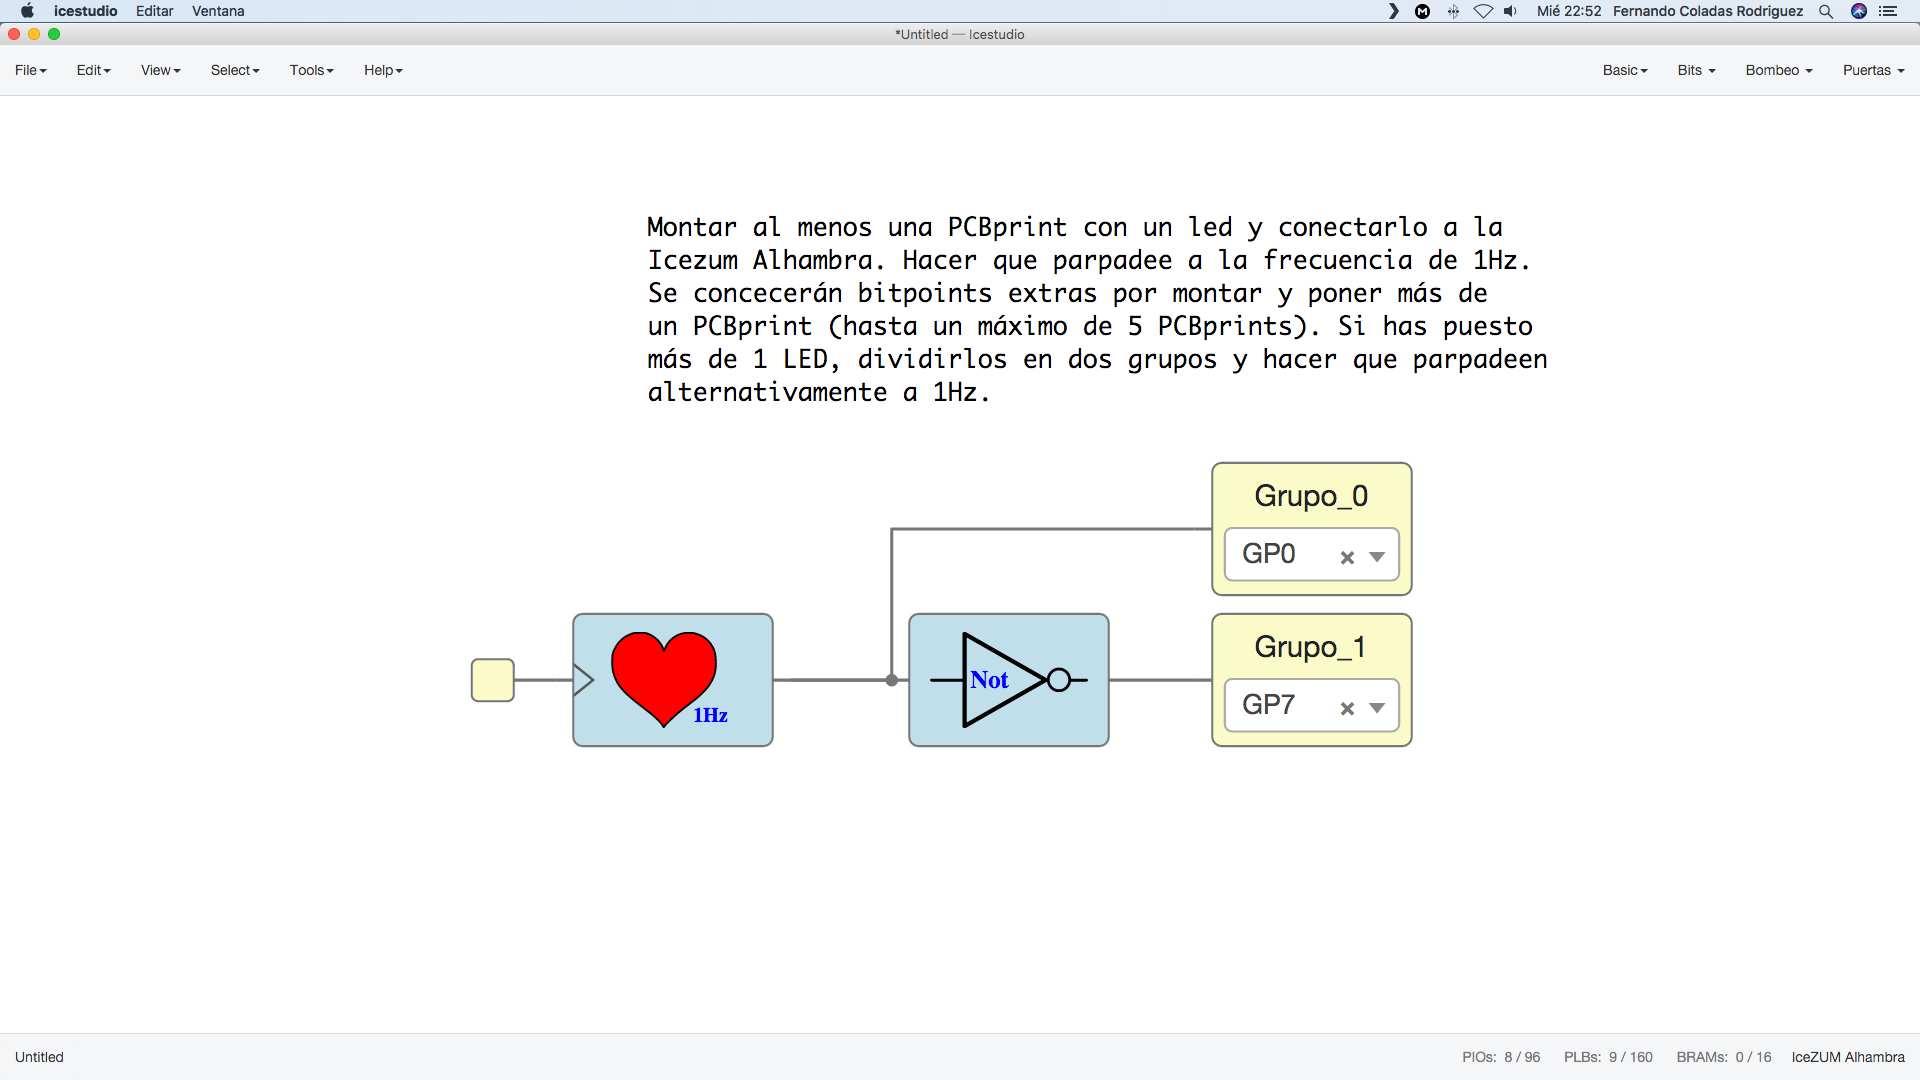 icestudio Editar Ventana Mié 22:52 Fernando Coladas Rodriguez
*Untitled — Icestudio
File Edit View Select Tools Help Basic Bits Bombeo Puertas
Montar al menos una PCBprint con un led y conectarlo a la
Icezum Alhambra. Hacer que parpadee a la frecuencia de 1Hz.
Se concecerán bitpoints extras por montar y poner más de
un PCBprint (hasta un máximo de 5 PCBprints). Si has puesto
más de 1 LED, dividirlos en dos grupos y hacer que parpadeen
alternativamente a 1Hz.
Grupo_0
GP0
Grupo_1
Not
GP7
1Hz
Untitled PIOs: 8 / 96 PLBs: 9 / 160 BRAMs: 0 / 16 IceZUM Alhambra